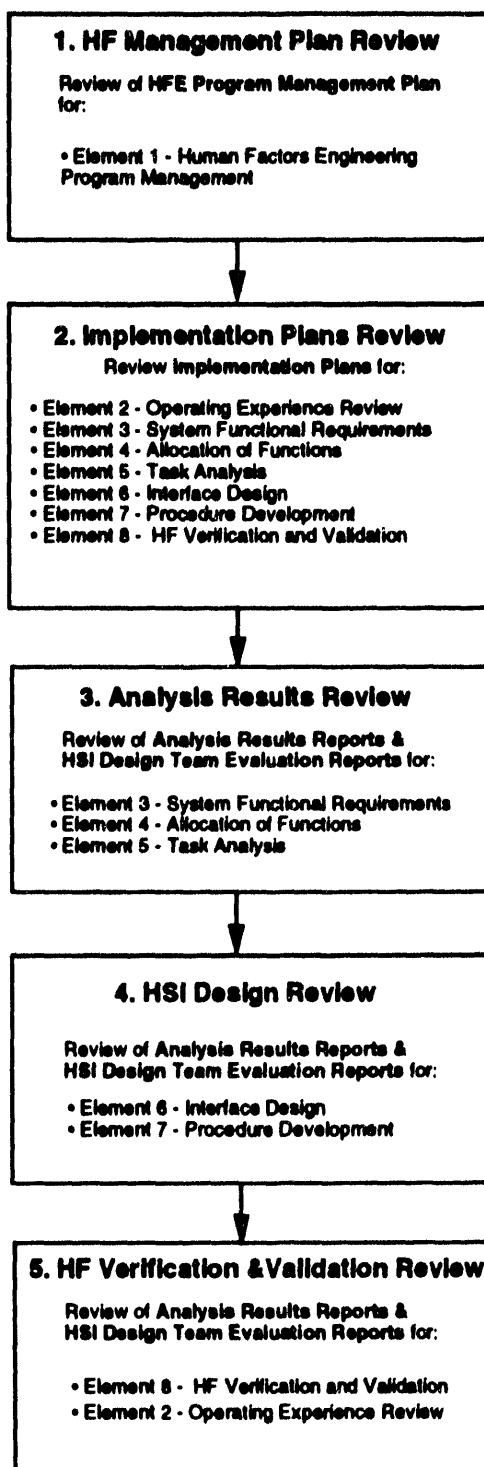 1. HF Management Plan Review
Review of HFE Program Management Plan
for:
• Element 1 - Human Factors Engineering
Program Management
2. Implementation Plans Review
Review Implementation Plans for:
• Element 2 - Operating Experience Review
• Element 3 - System Functional Requirements
• Element 4 - Allocation of Functions
• Element 5 - Task Analysis
• Element 6 - Interface Design
• Element 7 - Procedure Development
• Element 8 - HF Verification and Validation
3. Analysis Results Review
Review of Analysis Results Reports &
HSI Design Team Evaluation Reports for:
• Element 3 - System Functional Requirements
• Element 4 - Allocation of Functions
• Element 5 - Task Analysis
4. HSI Design Review
Review of Analysis Results Reports &
HSI Design Team Evaluation Reports for:
• Element 6 - Interface Design
• Element 7 - Procedure Development
5. HF Verification &Validation Review
Review of Analysis Results Reports &
HSI Design Team Evaluation Reports for:
• Element 8 - HF Verification and Validation
• Element 2 - Operating Experience Review